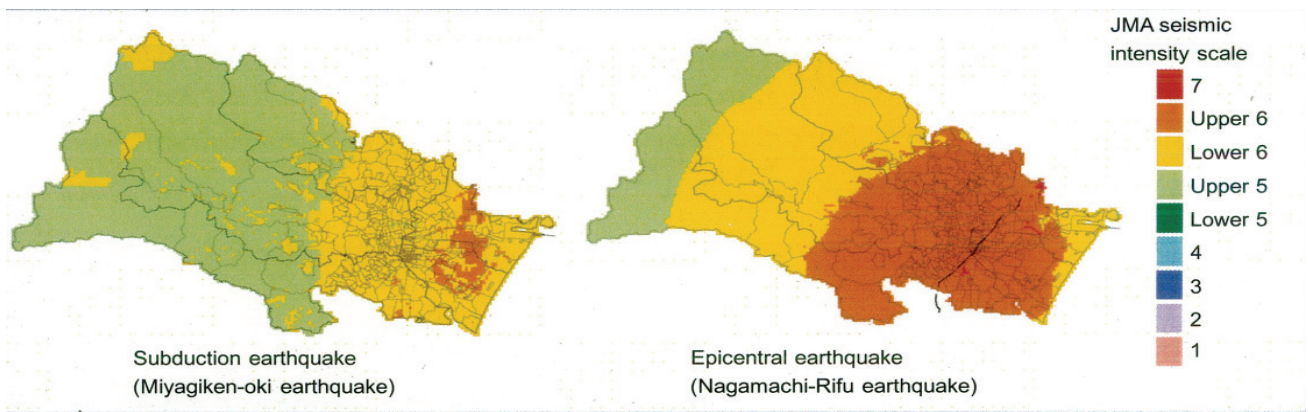 JMA seismic
intensity scale
7
Upper 6
Lower 6
Upper 5
Lower 5
4
3
2
1
Subduction earthquake
(Miyagiken-oki earthquake)
Epicentral earthquake
(Nagamachi-Rifu earthquake)